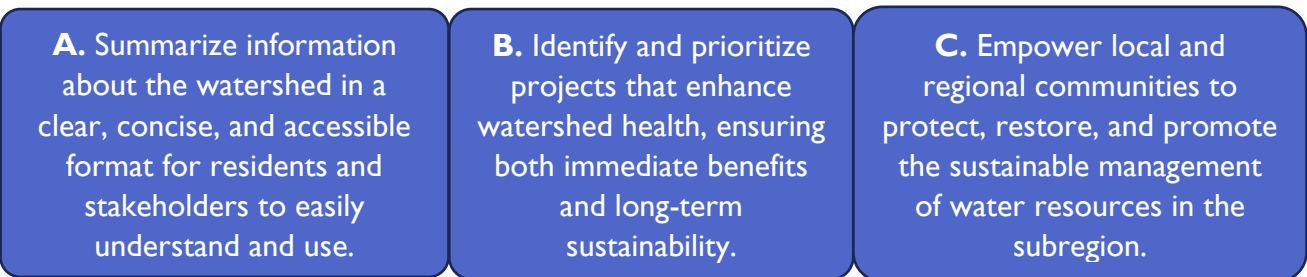 A. Summarize information
about the watershed in a
clear, concise, and accessible
format for residents and
stakeholders to easily
understand and use.
B. Identify and prioritize
projects that enhance
watershed health, ensuring
both immediate benefits
and long-term
sustainability.
C. Empower local and
regional communities to
protect, restore, and promote
the sustainable management
of water resources in the
subregion.